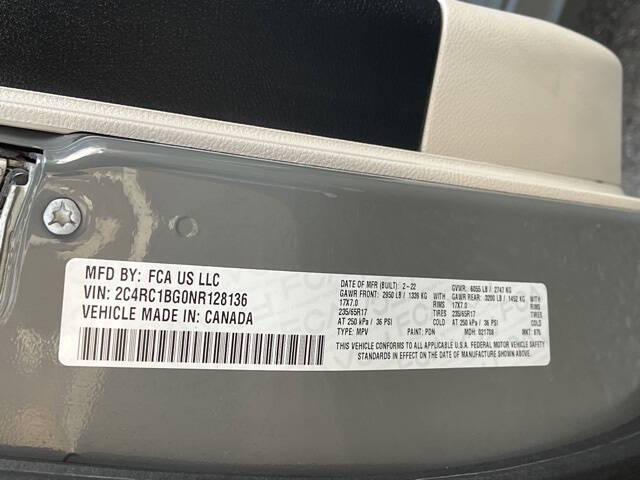 MFD BY: FCA US LLC
VIN: 2C4RC1BG0NR128136
VEHICLE MADE IN: CANADA
DATE OF MFR (BUILT): 2-22 GVWR: 6055 LB / 2747 KG
GAWR FRONT: 2950 LB / 1339 KG WITH GAWR REAR: 3200 LB / 1452 KG WITH
17X7.0 RIMS 17X7.0 RIMS
235/65R17 TIRES 235/65R17 TIRES
AT 250 kPa / 36 PSI COLD AT 250 kPa / 36 PSI COLD
TYPE: MPV PAINT: PDN MDH: 021708 MKT: 87S
THIS VEHICLE CONFORMS TO ALL APPLICABLE U.S.A. FEDERAL MOTOR VEHICLE SAFETY
STANDARDS IN EFFECT ON THE DATE OF MANUFACTURE SHOWN ABOVE.